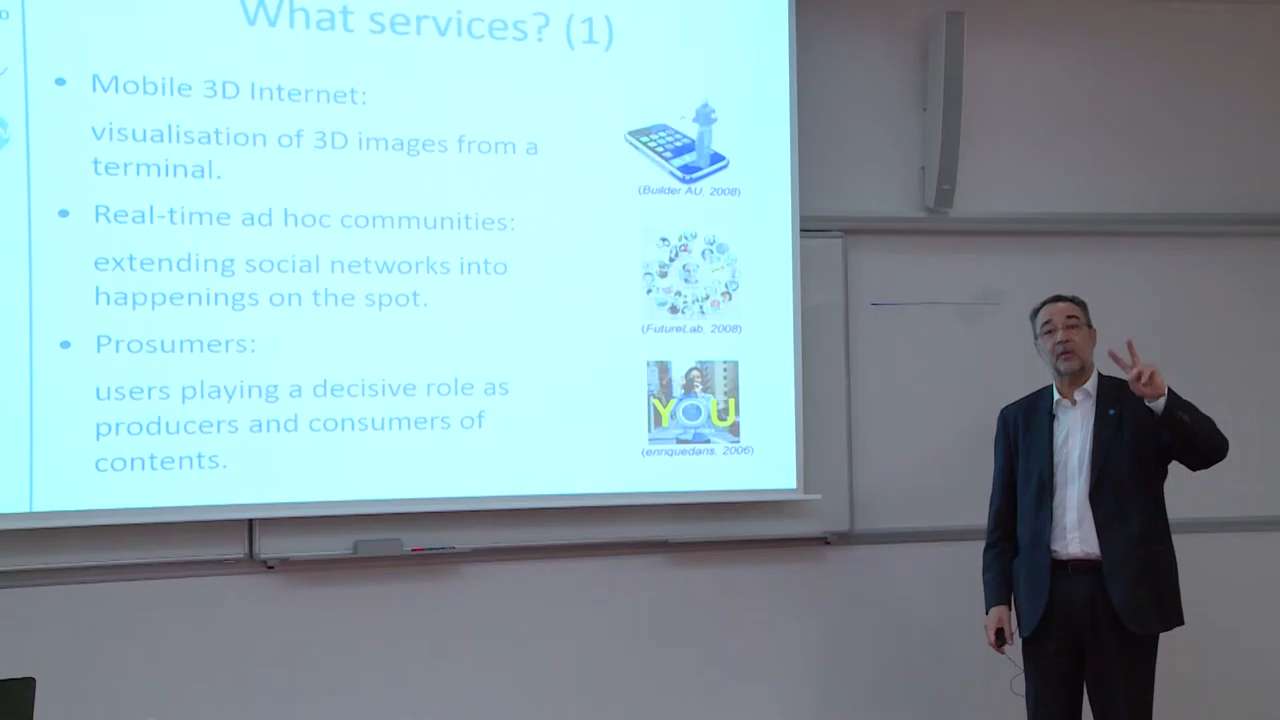 What services? (1)
• Mobile 3D Internet:
visualisation of 3D images from a
terminal.
(Builder AU, 2008)
• Real-time ad hoc communities:
extending social networks into
happenings on the spot.
(FutureLab, 2008)
• Prosumers:
users playing a decisive role as
producers and consumers of
contents.
YOU
(enriquedans, 2006)